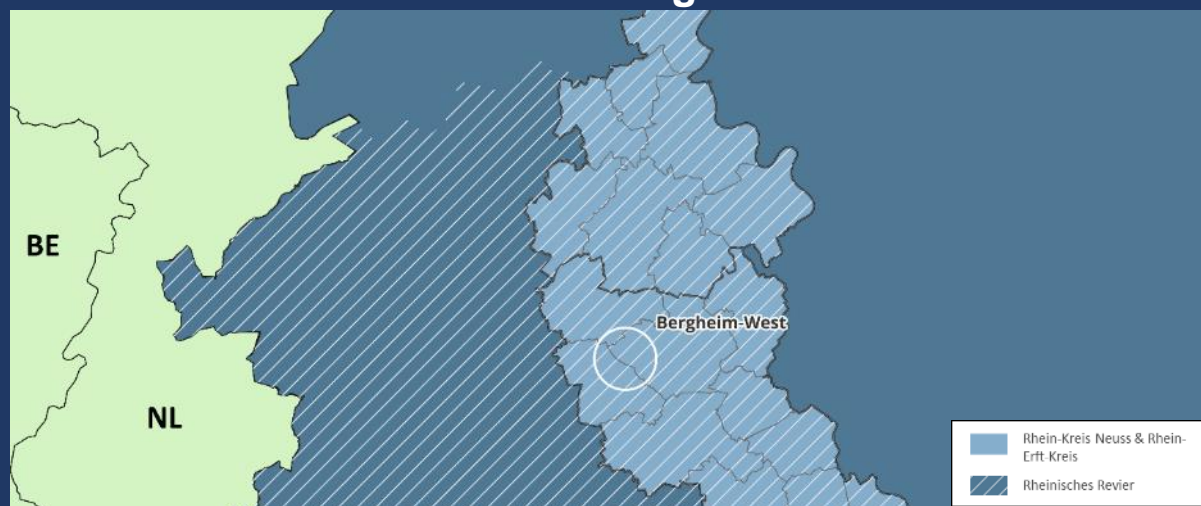 BE
Bergheim-West
NL
Rhein-Kreis Neuss & Rhein-
Erft-Kreis
Rheinisches Revier